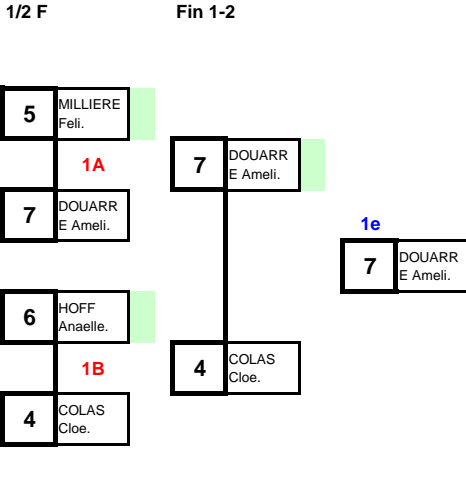 1/2 F
Fin 1-2
5
MILLIERE
Feli.
1A
7
DOUARR
E Ameli.
6
HOFF
Anaelle.
1B
4
COLAS
Cloe.
7
DOUARR
E Ameli.
4
COLAS
Cloe.
1e
7
DOUARR
E Ameli.